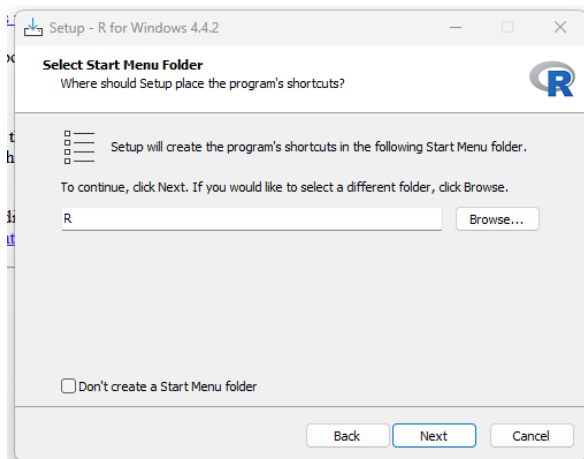 Setup - R for Windows 4.4.2
Select Start Menu Folder
Where should Setup place the program's shortcuts?
R
Setup will create the program's shortcuts in the following Start Menu folder.
To continue, click Next. If you would like to select a different folder, click Browse.
R
Browse...
Don't create a Start Menu folder
Back
Next
Cancel